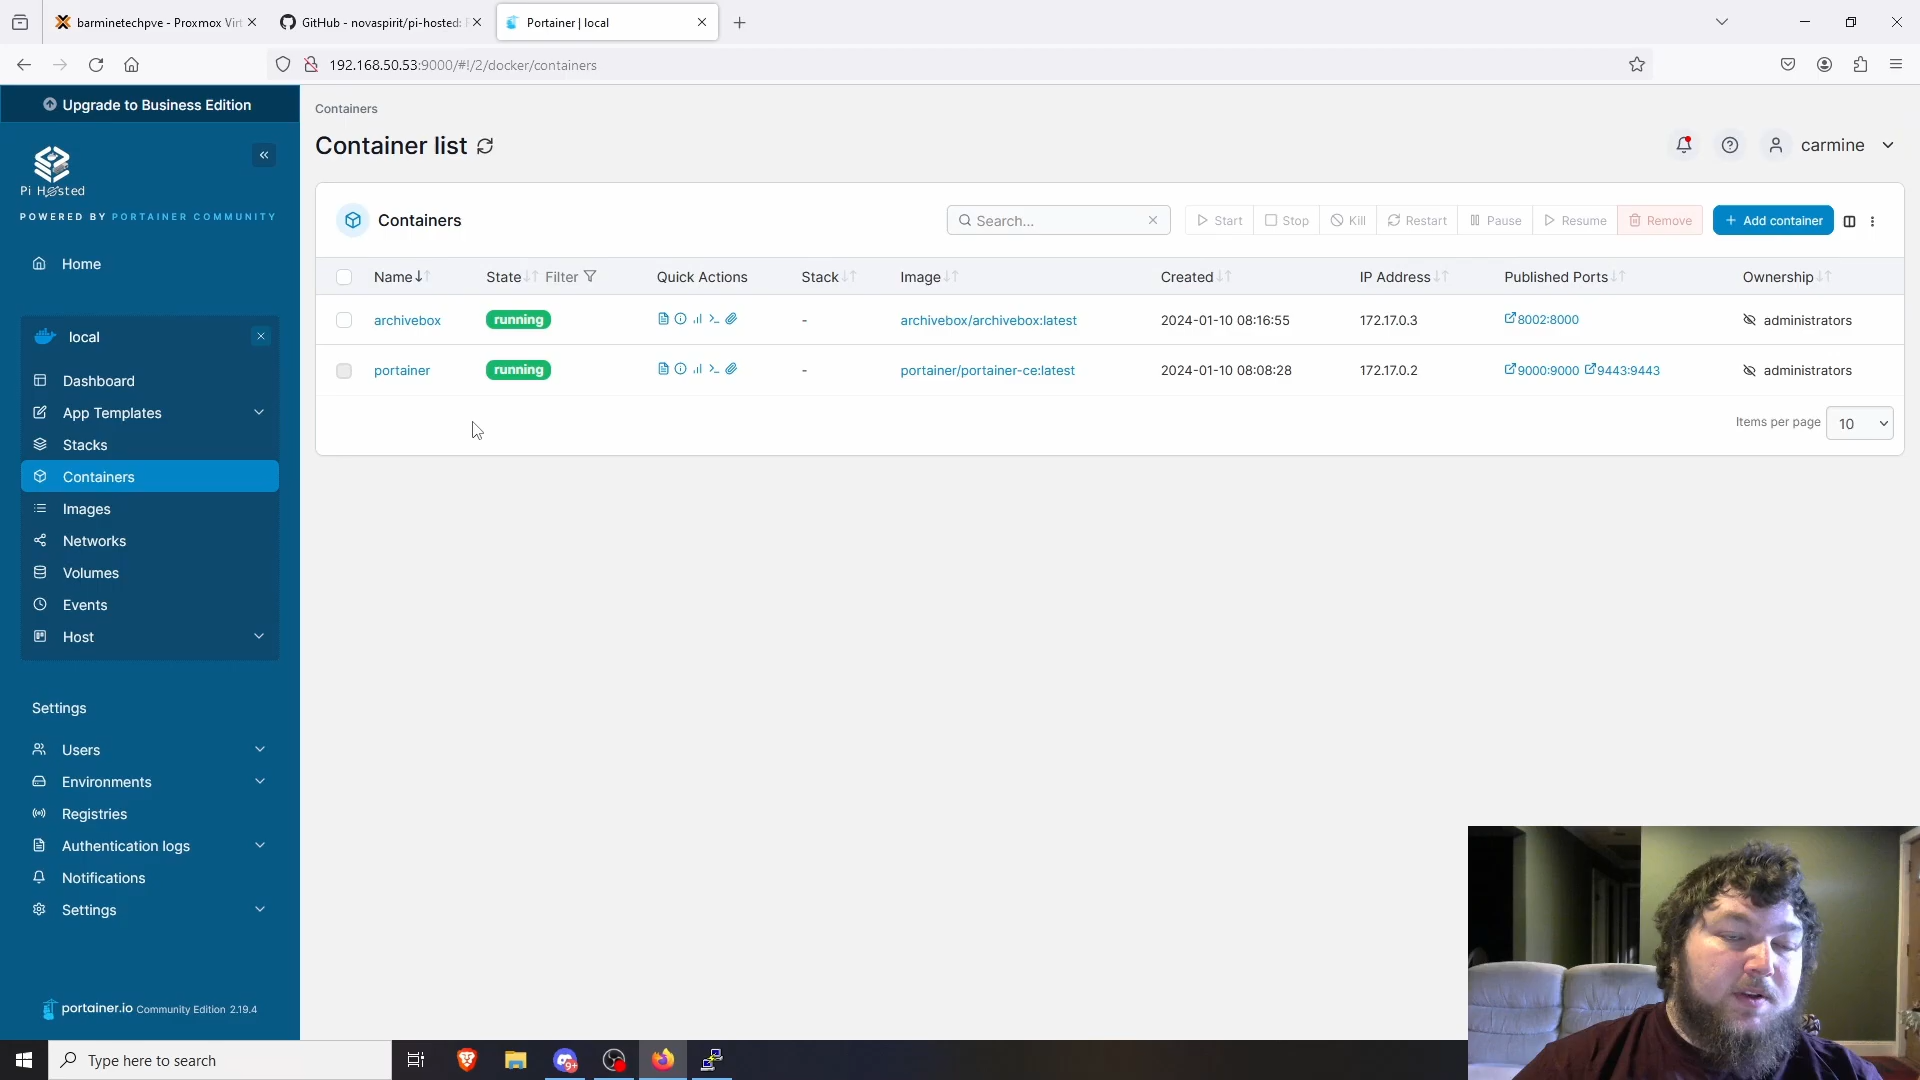 barminetechpve - Proxmox Virt
GitHub - novaspirit/pi-hosted:
Portainer | local
192.168.50.53:9000/#!/2/docker/containers
Upgrade to Business Edition
Pi Hosted
POWERED BY PORTAINER COMMUNITY
Home
local
Dashboard
App Templates
Stacks
Containers
Images
Networks
Volumes
Events
Host
Settings
Users
Environments
Registries
Authentication logs
Notifications
Settings
portainer.io Community Edition 2.19.4
Containers
Container list
carmine
Containers
Search...
Start
Stop
Kill
Restart
Pause
Resume
Remove
+ Add container
Name State Filter Quick Actions Stack Image Created IP Address Published Ports Ownership
archivebox running - archivebox/archivebox:latest 2024-01-10 08:16:55 172.17.0.3 8002:8000 administrators
portainer running - portainer/portainer-ce:latest 2024-01-10 08:08:28 172.17.0.2 9000:9000 9443:9443 administrators
Items per page 10
Type here to search
9+